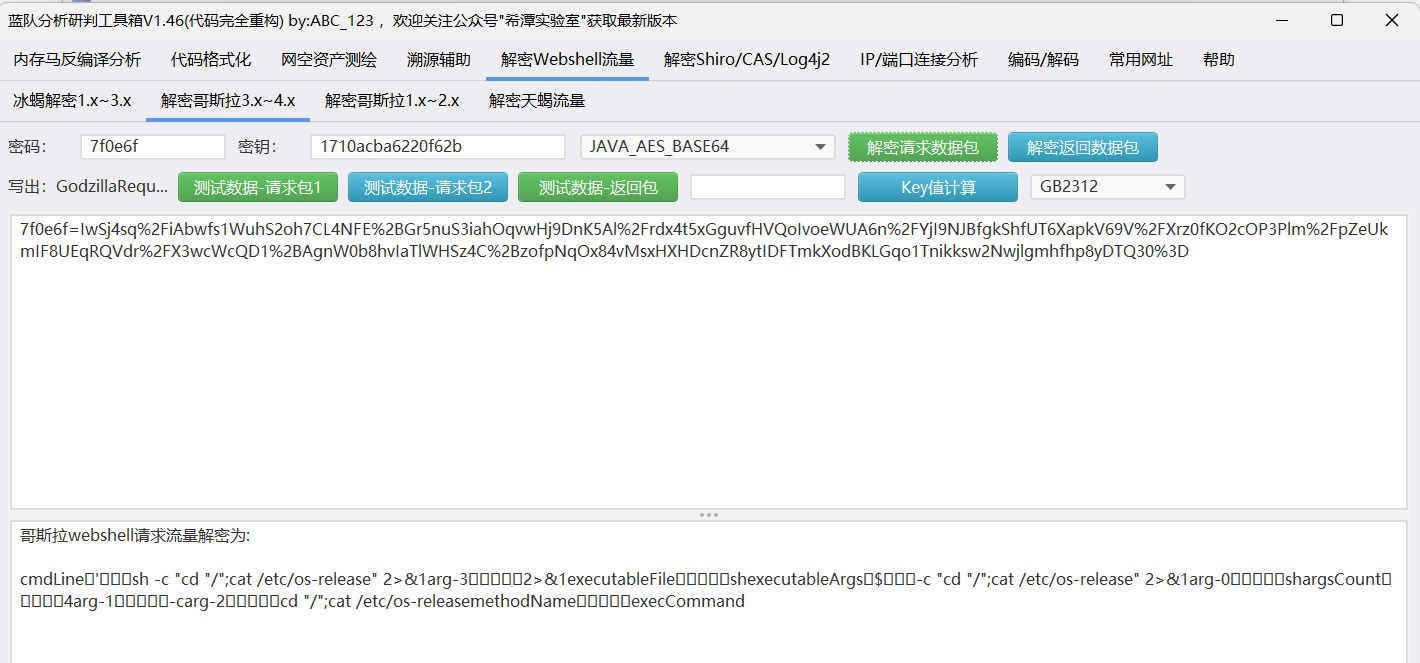 蓝队分析研判工具箱V1.46(代码完全重构) by:ABC_123 ，欢迎关注公众号"希潭实验室"获取最新版本
内存马反编译分析 代码格式化 网空资产测绘 溯源辅助 解密Webshell流量 解密Shiro/CAS/Log4j2 IP/端口连接分析 编码/解码 常用网址 帮助
冰蝎解密1.x~3.x 解密哥斯拉3.x~4.x 解密哥斯拉1.x~2.x 解密天蝎流量
密码: 7f0e6f 密钥: 1710acba6220f62b JAVA_AES_BASE64 解密请求数据包 解密返回数据包
写出: GodzillaRequ... 测试数据-请求包1 测试数据-请求包2 测试数据-返回包 Key值计算 GB2312
7f0e6f=IwSj4sq%2FiAbwfs1WuhS2oh7CL4NFE%2BGr5nuS3iahOqvwHj9DnK5Al%2Frdx4t5xGguvfHVQoIvoeWUA6n%2FYjI9NJBfgkShfUT6XapkV69V%2FXrz0fKO2cOP3Plm%2FpZeUk
mIF8UEqRQVdr%2FX3wcWcQD1%2BAgnW0b8hvIaTlWHSz4C%2BzofpNqOx84vMsxHXHDcnZR8ytIDFTmkXodBKLGqo1Tnikksw2Nwjlgmhfhp8yDTQ30%3D
哥斯拉webshell请求流量解密为:
cmdLine▯'▯▯▯sh -c "cd "/";cat /etc/os-release" 2>&1arg-3▯▯▯▯▯2>&1executableFile▯▯▯▯▯shexecutableArgs▯$▯▯▯-c "cd "/";cat /etc/os-release" 2>&1arg-0▯▯▯▯▯shargsCount▯
▯▯▯▯4arg-1▯▯▯▯▯-carg-2▯▯▯▯▯cd "/";cat /etc/os-releasemethodName▯▯▯▯▯execCommand